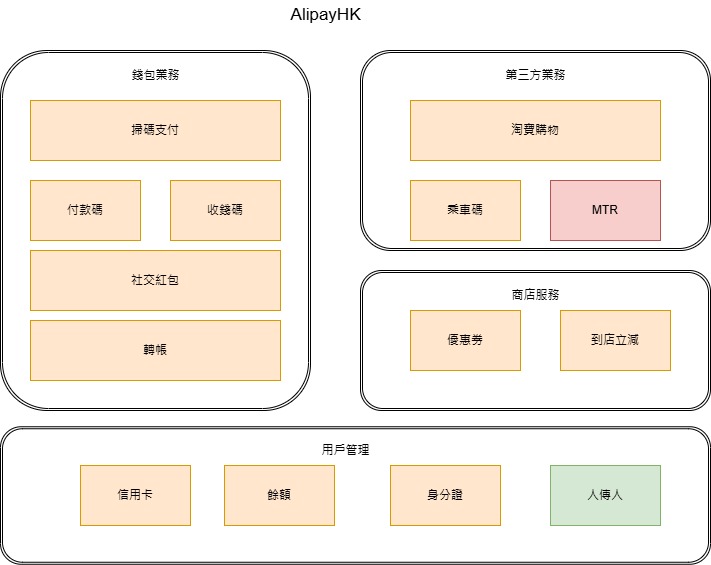 AlipayHK
錢包業務
掃碼支付
付款碼
收錢碼
社交紅包
轉帳
第三方業務
淘寶購物
乘車碼
MTR
商店服務
優惠券
到店立減
用戶管理
信用卡
餘額
身分證
人傳人